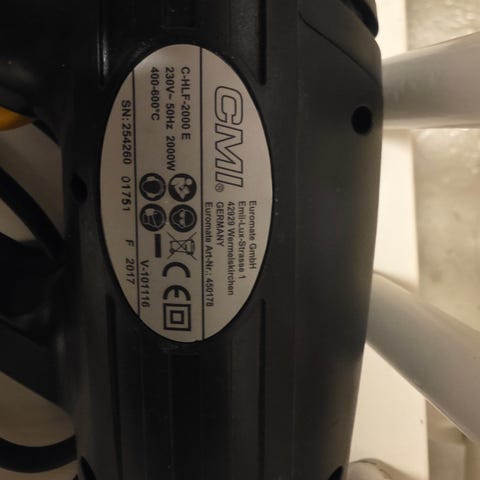 CMI®
Euromate GmbH
Emil-Lux-Strasse 1
42929 Wermelskirchen
GERMANY
Euromate Art-Nr.: 450178
C-HLF-2000 E
230V~ 50Hz 2000W
400-600°C
CE
V-101116
SN: 254260 01751 F 2017